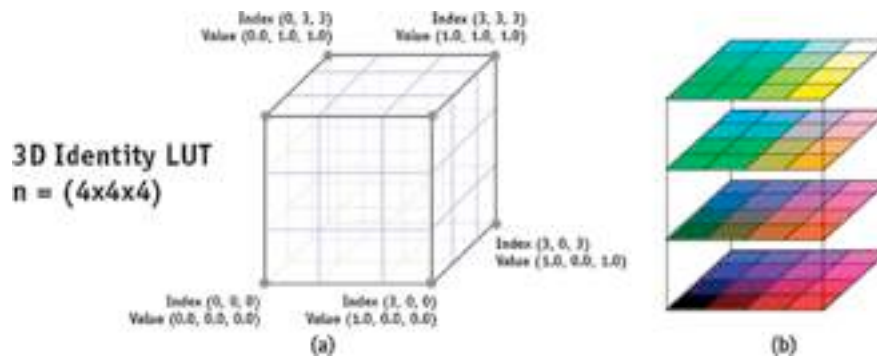 Index (0, 3, 3)
Value (0.0, 1.0, 1.0)
Index (3, 3, 3)
Value (1.0, 1.0, 1.0)
3D Identity LUT
n = (4x4x4)
Index (3, 0, 3)
Value (1.0, 0.0, 1.0)
Index (0, 0, 0)
Value (0.0, 0.0, 0.0)
Index (3, 0, 0)
Value (1.0, 0.0, 0.0)
(a)
(b)